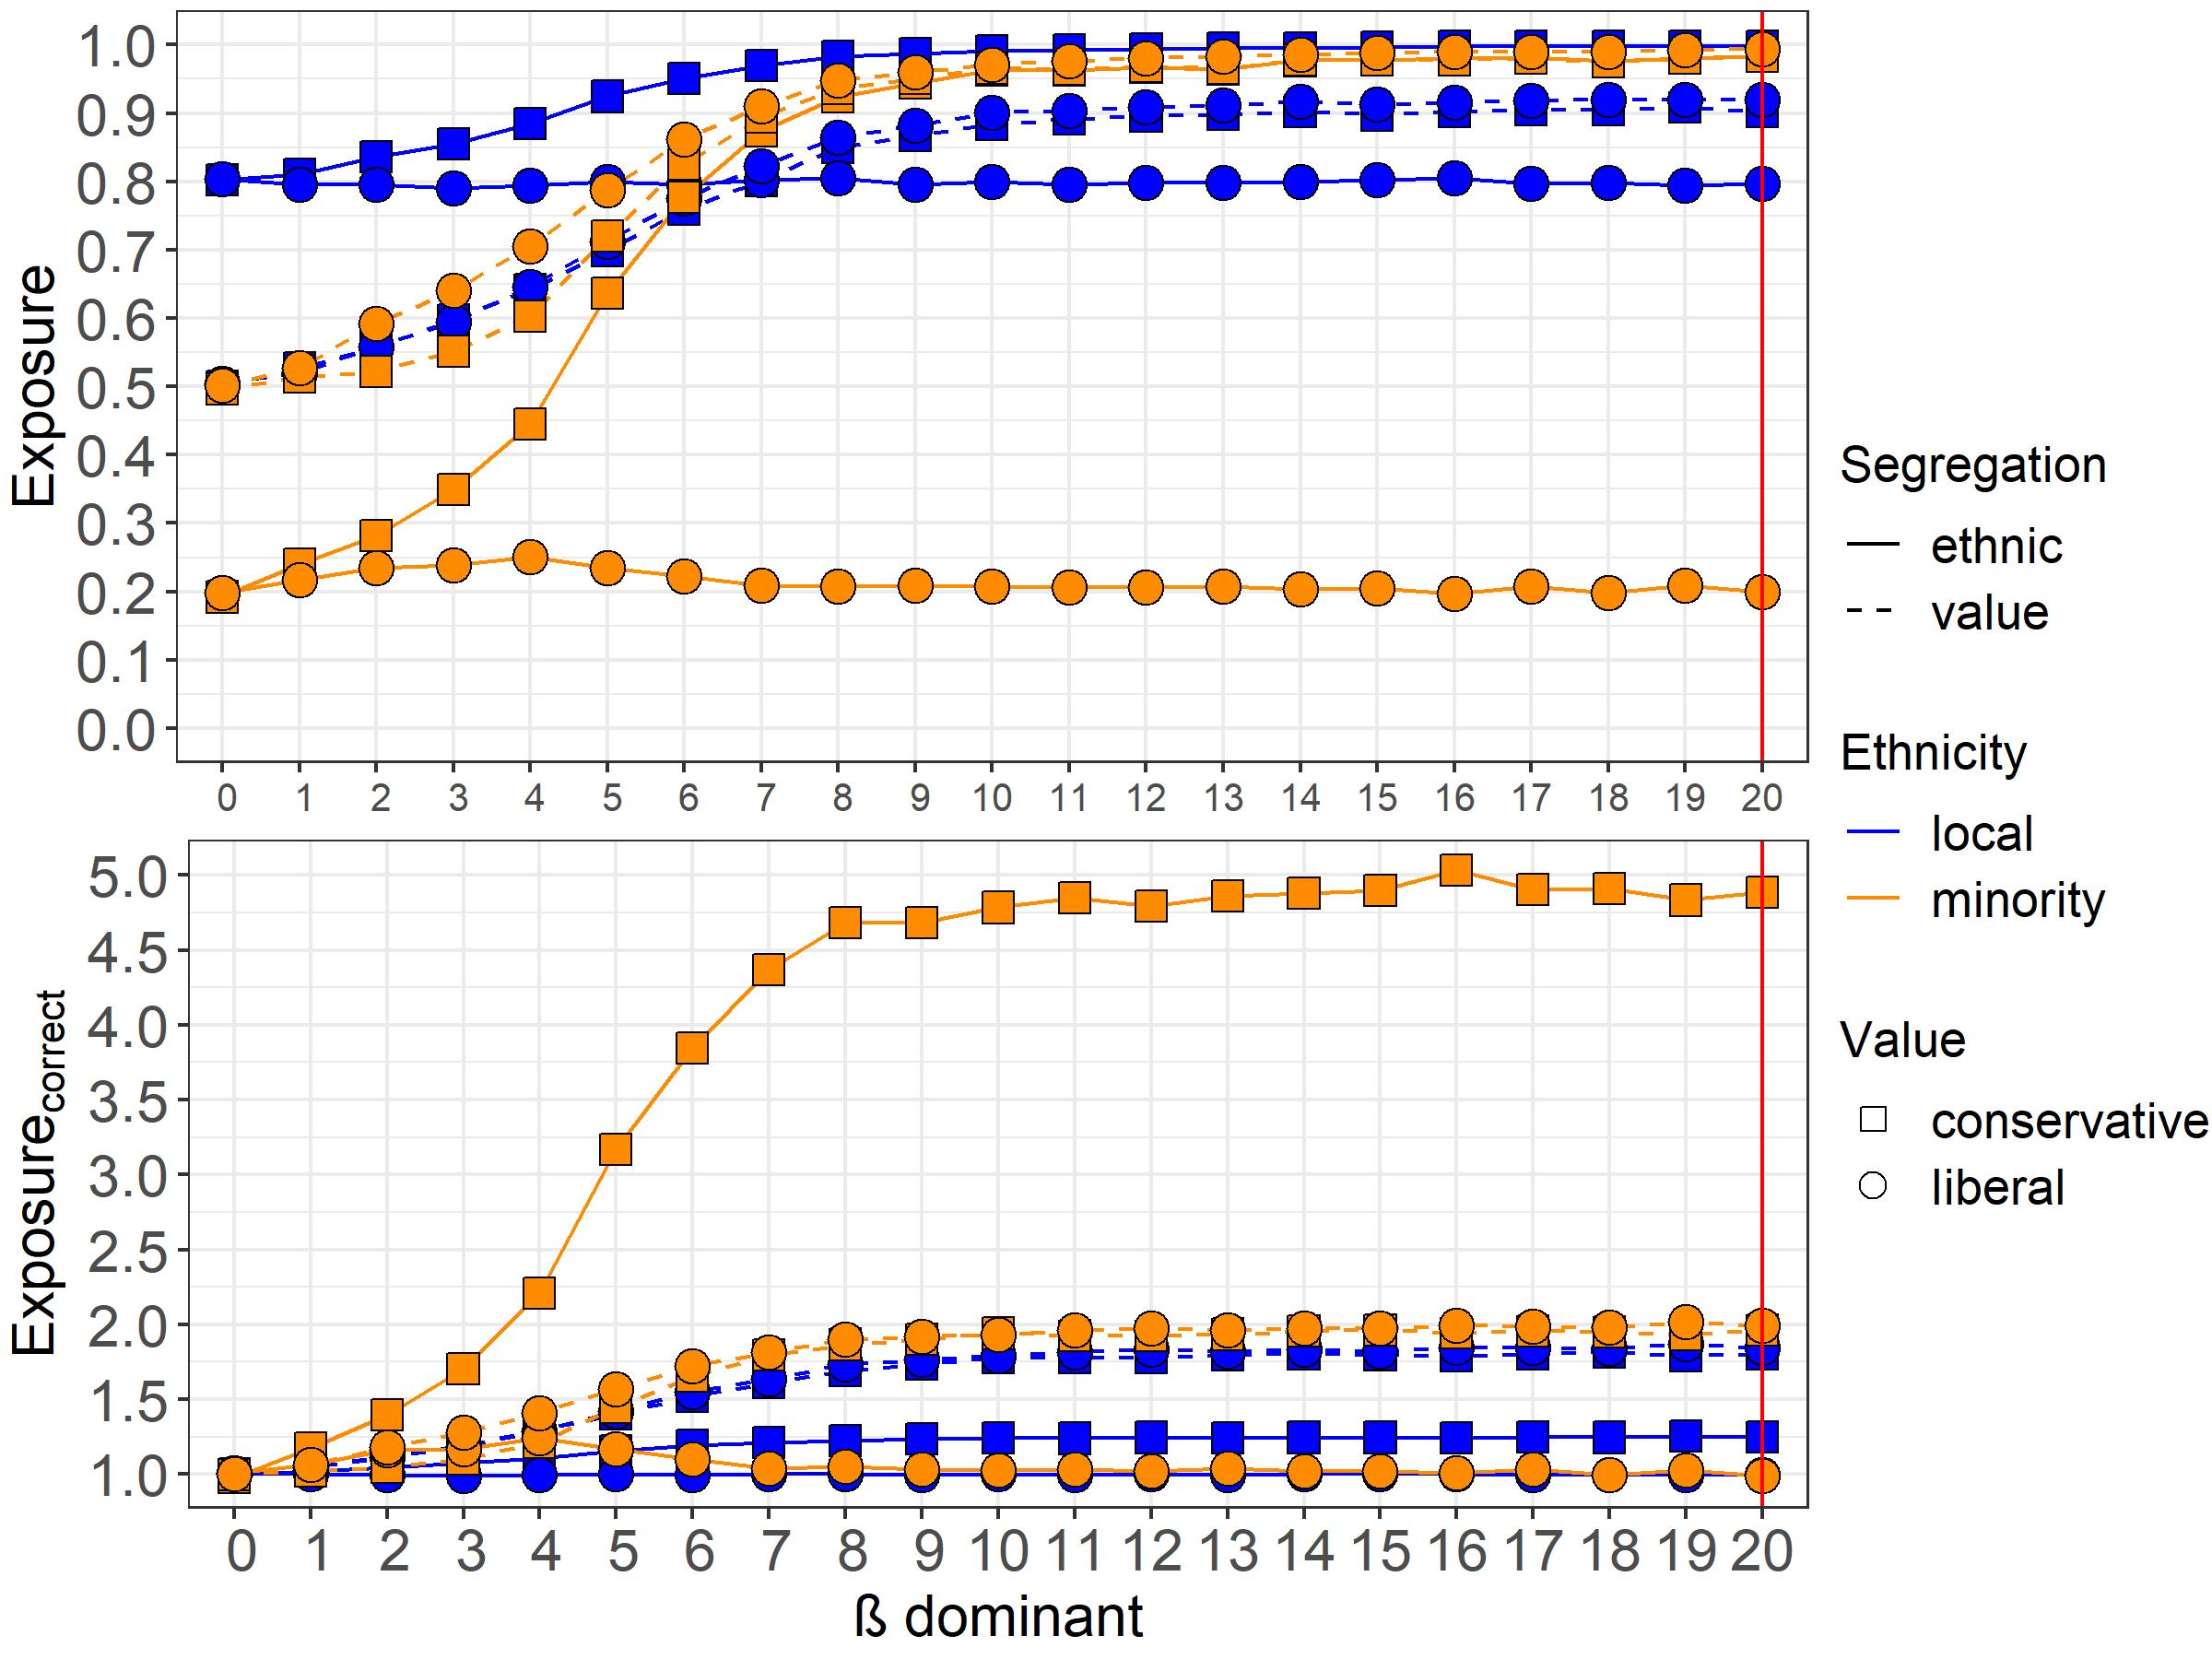 Exposure
1.0
0.9
0.8
0.7
0.6
0.5
0.4
0.3
0.2
0.1
0.0
0 1 2 3 4 5 6 7 8 9 10 11 12 13 14 15 16 17 18 19 20
Exposurecorrect
5.0
4.5
4.0
3.5
3.0
2.5
2.0
1.5
1.0
0 1 2 3 4 5 6 7 8 9 10 11 12 13 14 15 16 17 18 19 20
ß dominant
Segregation
ethnic
value
Ethnicity
local
minority
Value
conservative
liberal